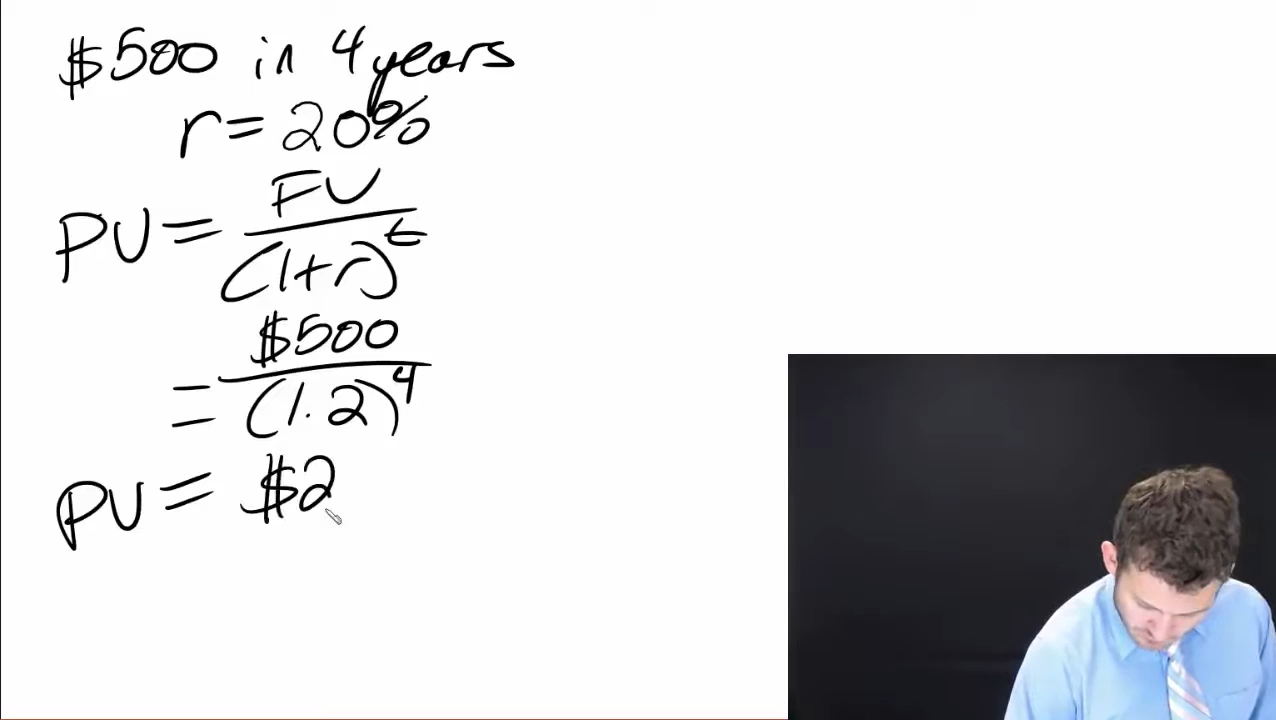 $500 in 4 years
r = 20%
PV = FV / (1+r)^t
= $500 / (1.2)^4
PV = $2